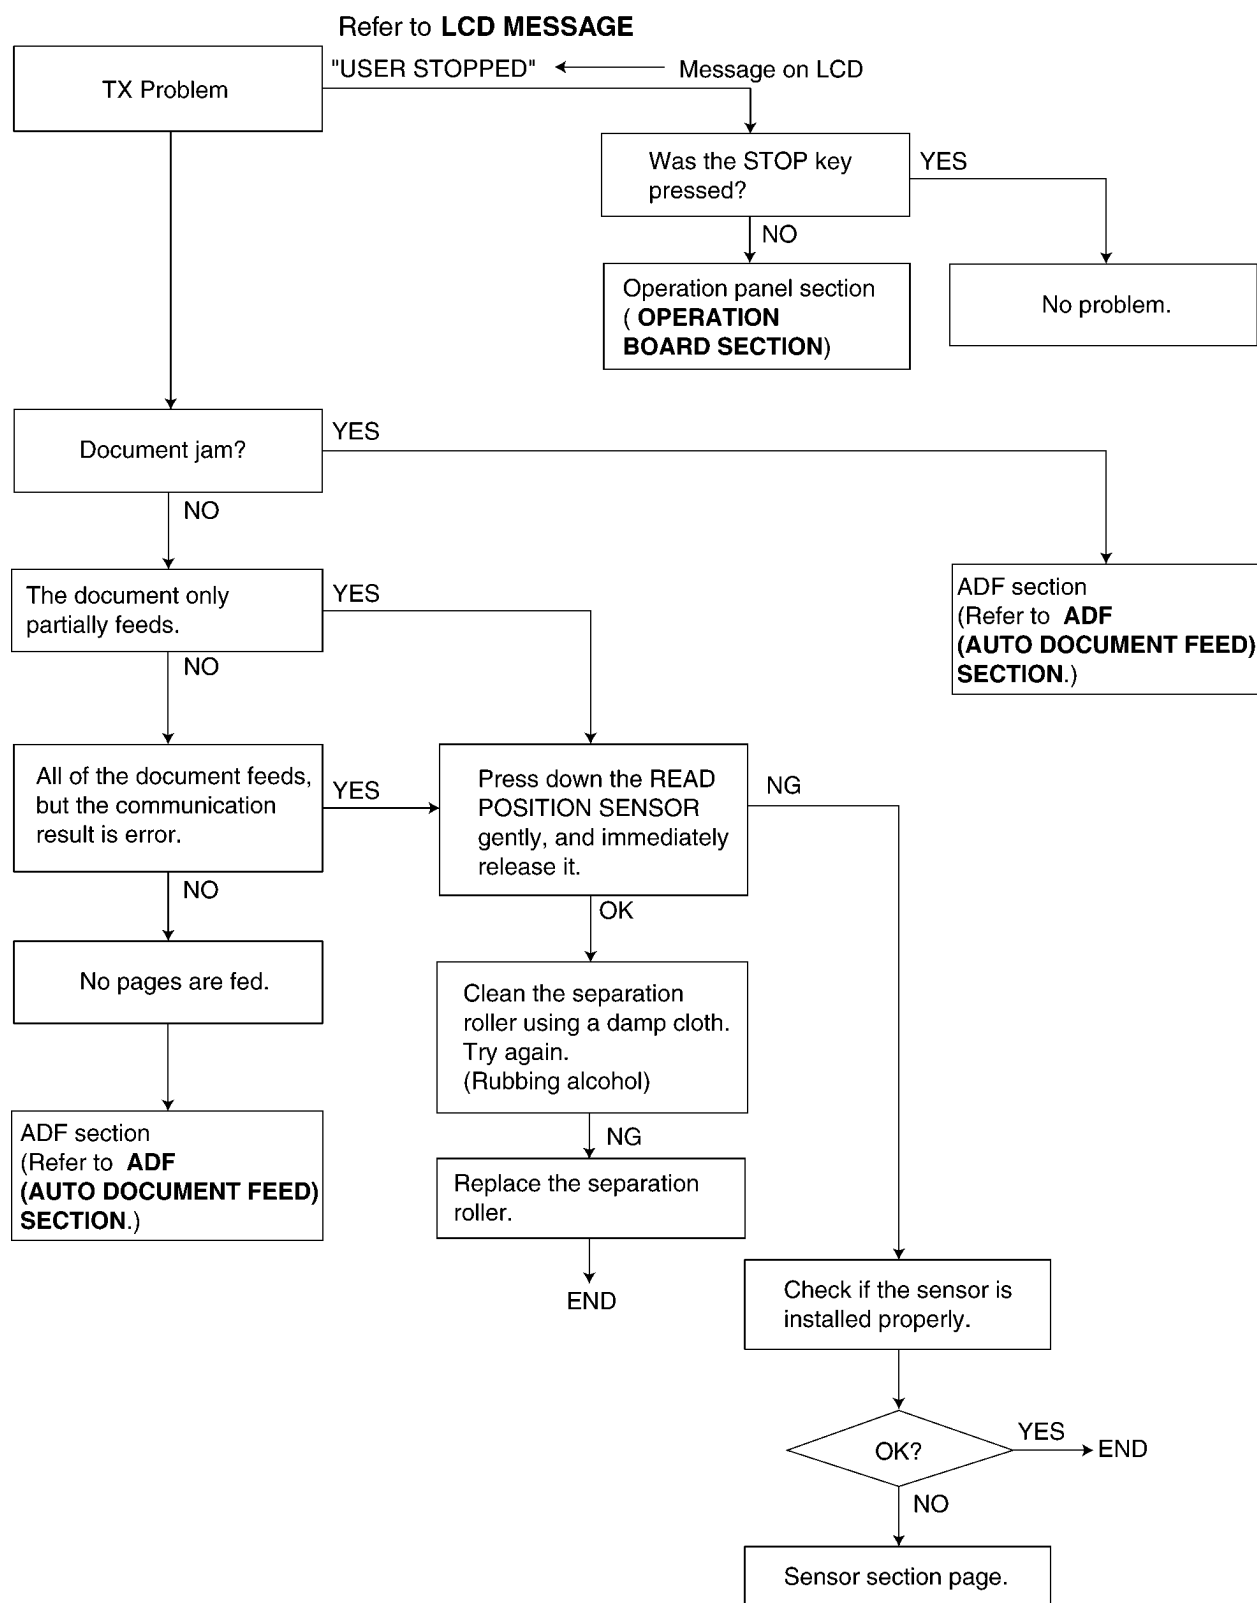 Refer to LCD MESSAGE
TX Problem
"USER STOPPED"
Message on LCD
Was the STOP key
pressed?
YES
NO
Operation panel section
( OPERATION
BOARD SECTION)
No problem.
Document jam?
YES
NO
ADF section
(Refer to ADF
(AUTO DOCUMENT FEED)
SECTION.)
The document only
partially feeds.
YES
NO
All of the document feeds,
but the communication
result is error.
YES
NO
Press down the READ
POSITION SENSOR
gently, and immediately
release it.
NG
OK
No pages are fed.
Clean the separation
roller using a damp cloth.
Try again.
(Rubbing alcohol)
NG
ADF section
(Refer to ADF
(AUTO DOCUMENT FEED)
SECTION.)
Replace the separation
roller.
END
Check if the sensor is
installed properly.
OK?
YES
END
NO
Sensor section page.